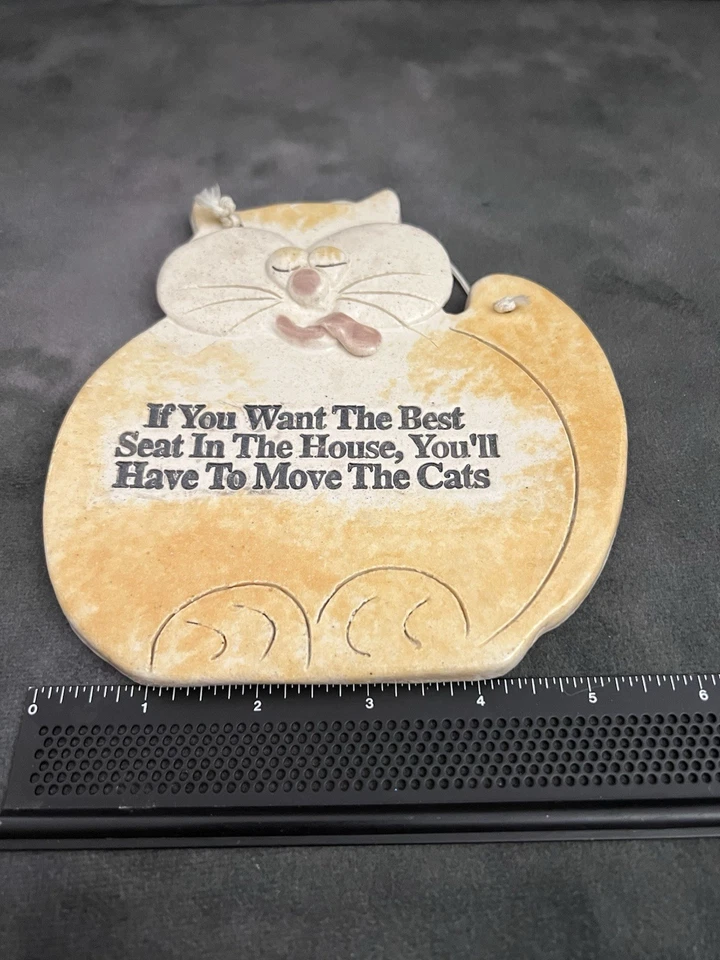 If You Want The Best
Seat In The House, You'll
Have To Move The Cats
0 1 2 3 4 5 6